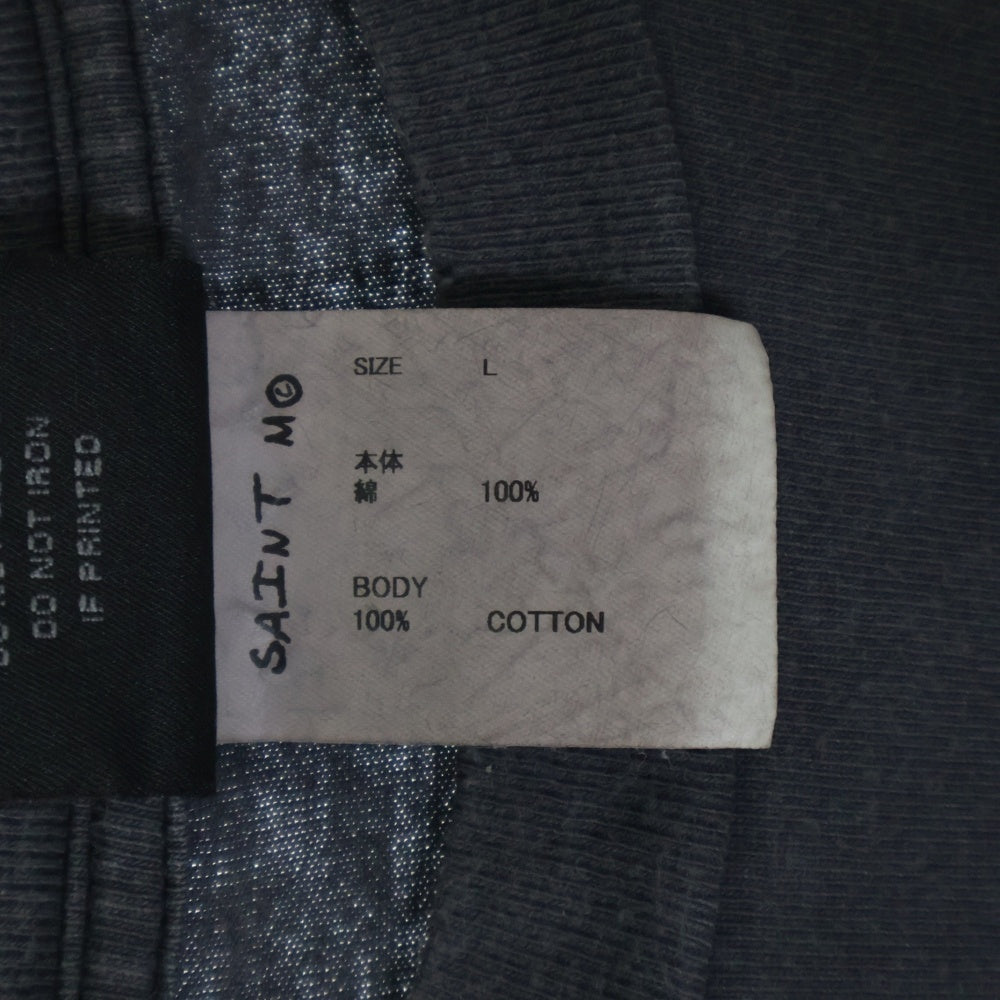 DO NOT IRON
IF PRINTED
SAINT M©
SIZE L
本体
綿 100%
BODY
100% COTTON